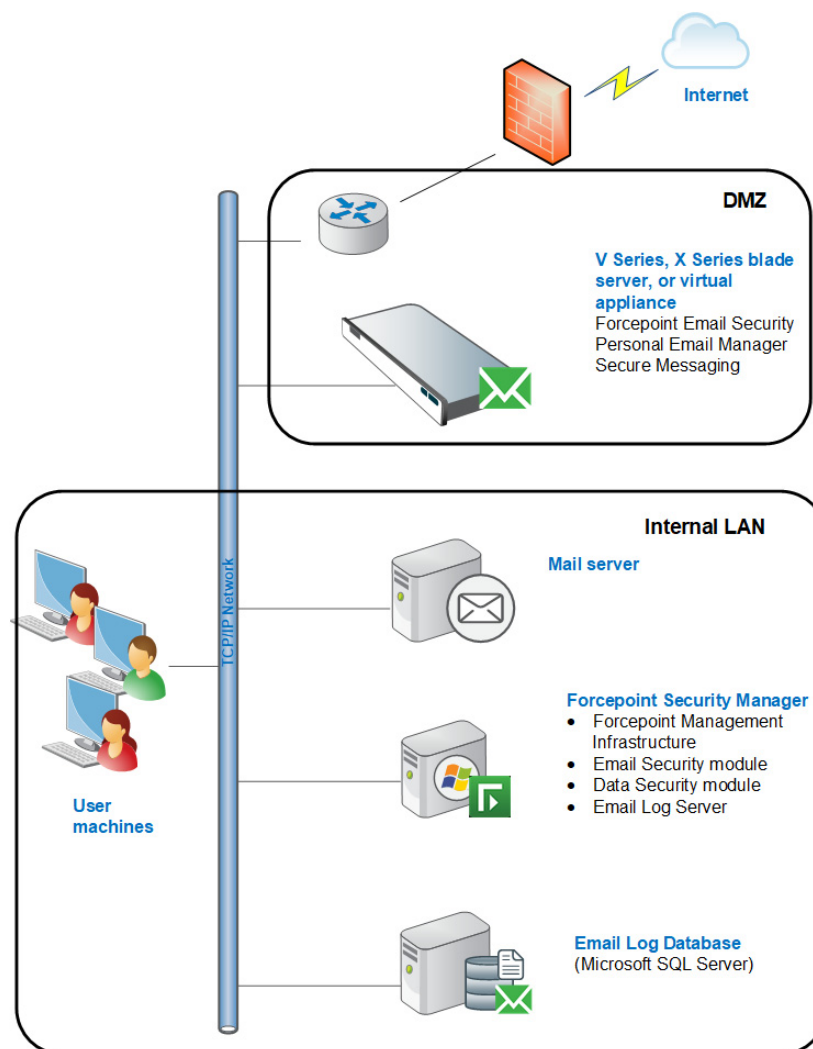 Internet
DMZ
V Series, X Series blade
server, or virtual
appliance
Forcepoint Email Security
Personal Email Manager
Secure Messaging
Internal LAN
TCP/IP Network
Mail server
Forcepoint Security Manager
• Forcepoint Management
Infrastructure
• Email Security module
• Data Security module
• Email Log Server
User
machines
Email Log Database
(Microsoft SQL Server)